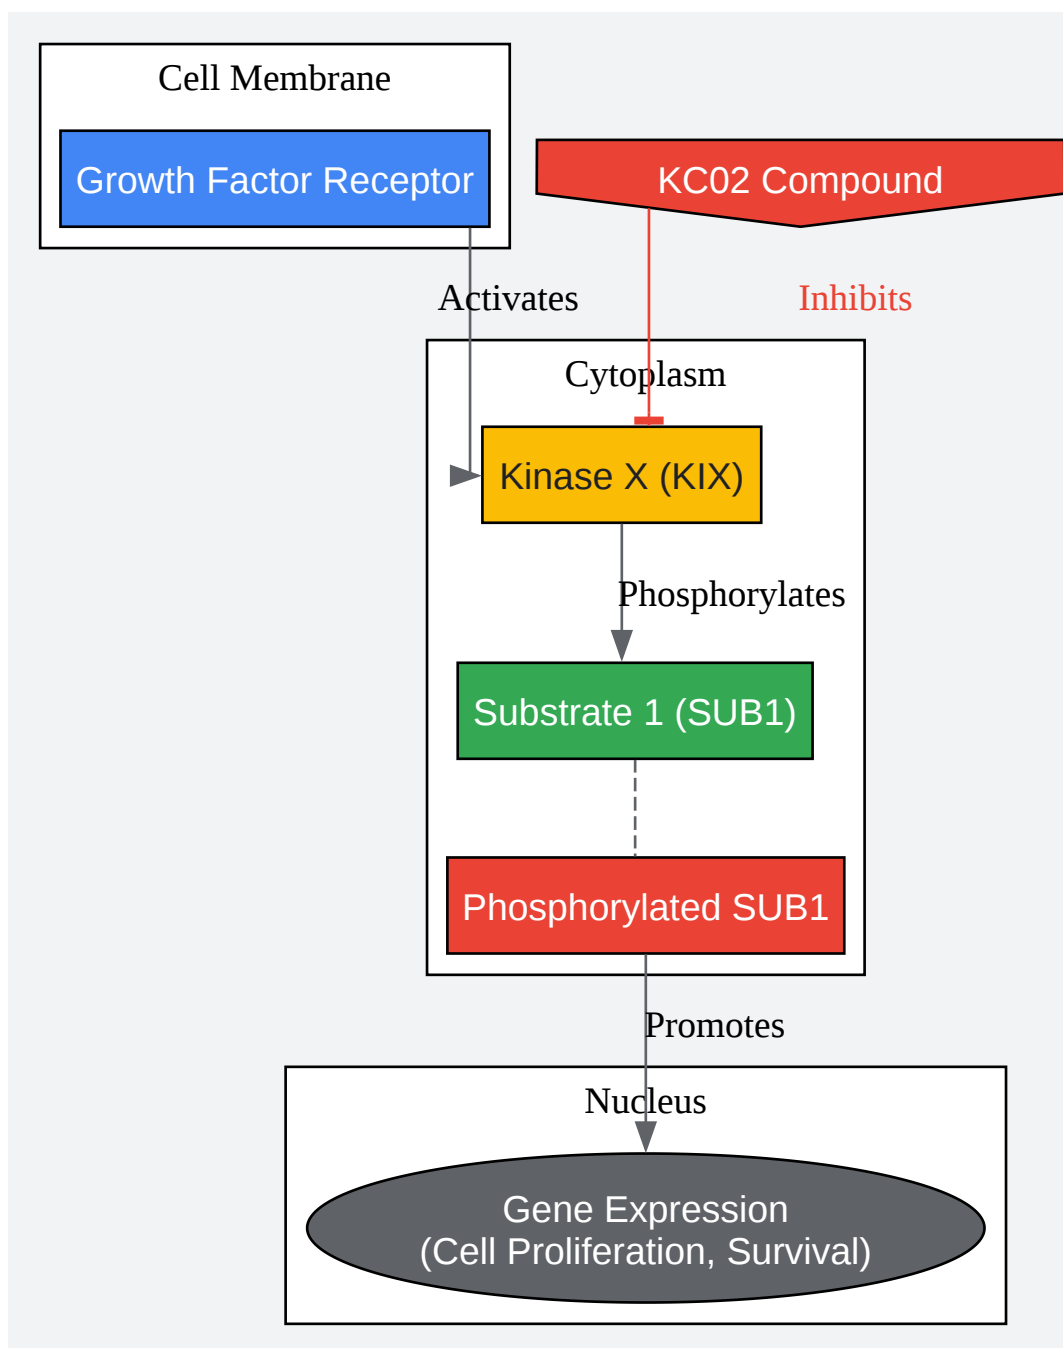 Cell Membrane
Growth Factor Receptor
KC02 Compound
Activates
Inhibits
Cytoplasm
Kinase X (KIX)
Phosphorylates
Substrate 1 (SUB1)
Phosphorylated SUB1
Promotes
Nucleus
Gene Expression
(Cell Proliferation, Survival)